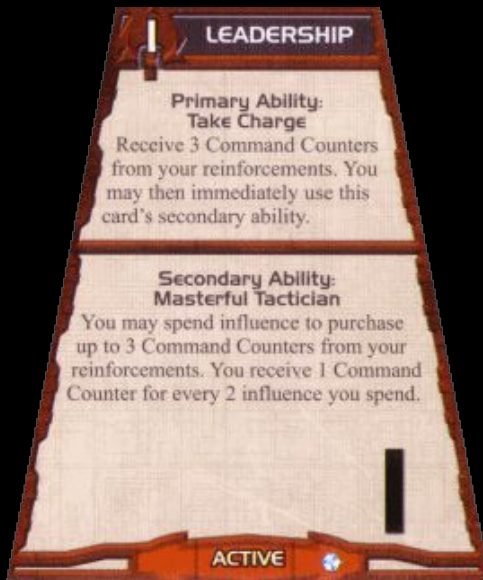 1
LEADERSHIP
Primary Ability:
Take Charge
Receive 3 Command Counters
from your reinforcements. You
may then immediately use this
card's secondary ability.
Secondary Ability:
Masterful Tactician
You may spend influence to purchase
up to 3 Command Counters from your
reinforcements. You receive 1 Command
Counter for every 2 influence you spend.
ACTIVE